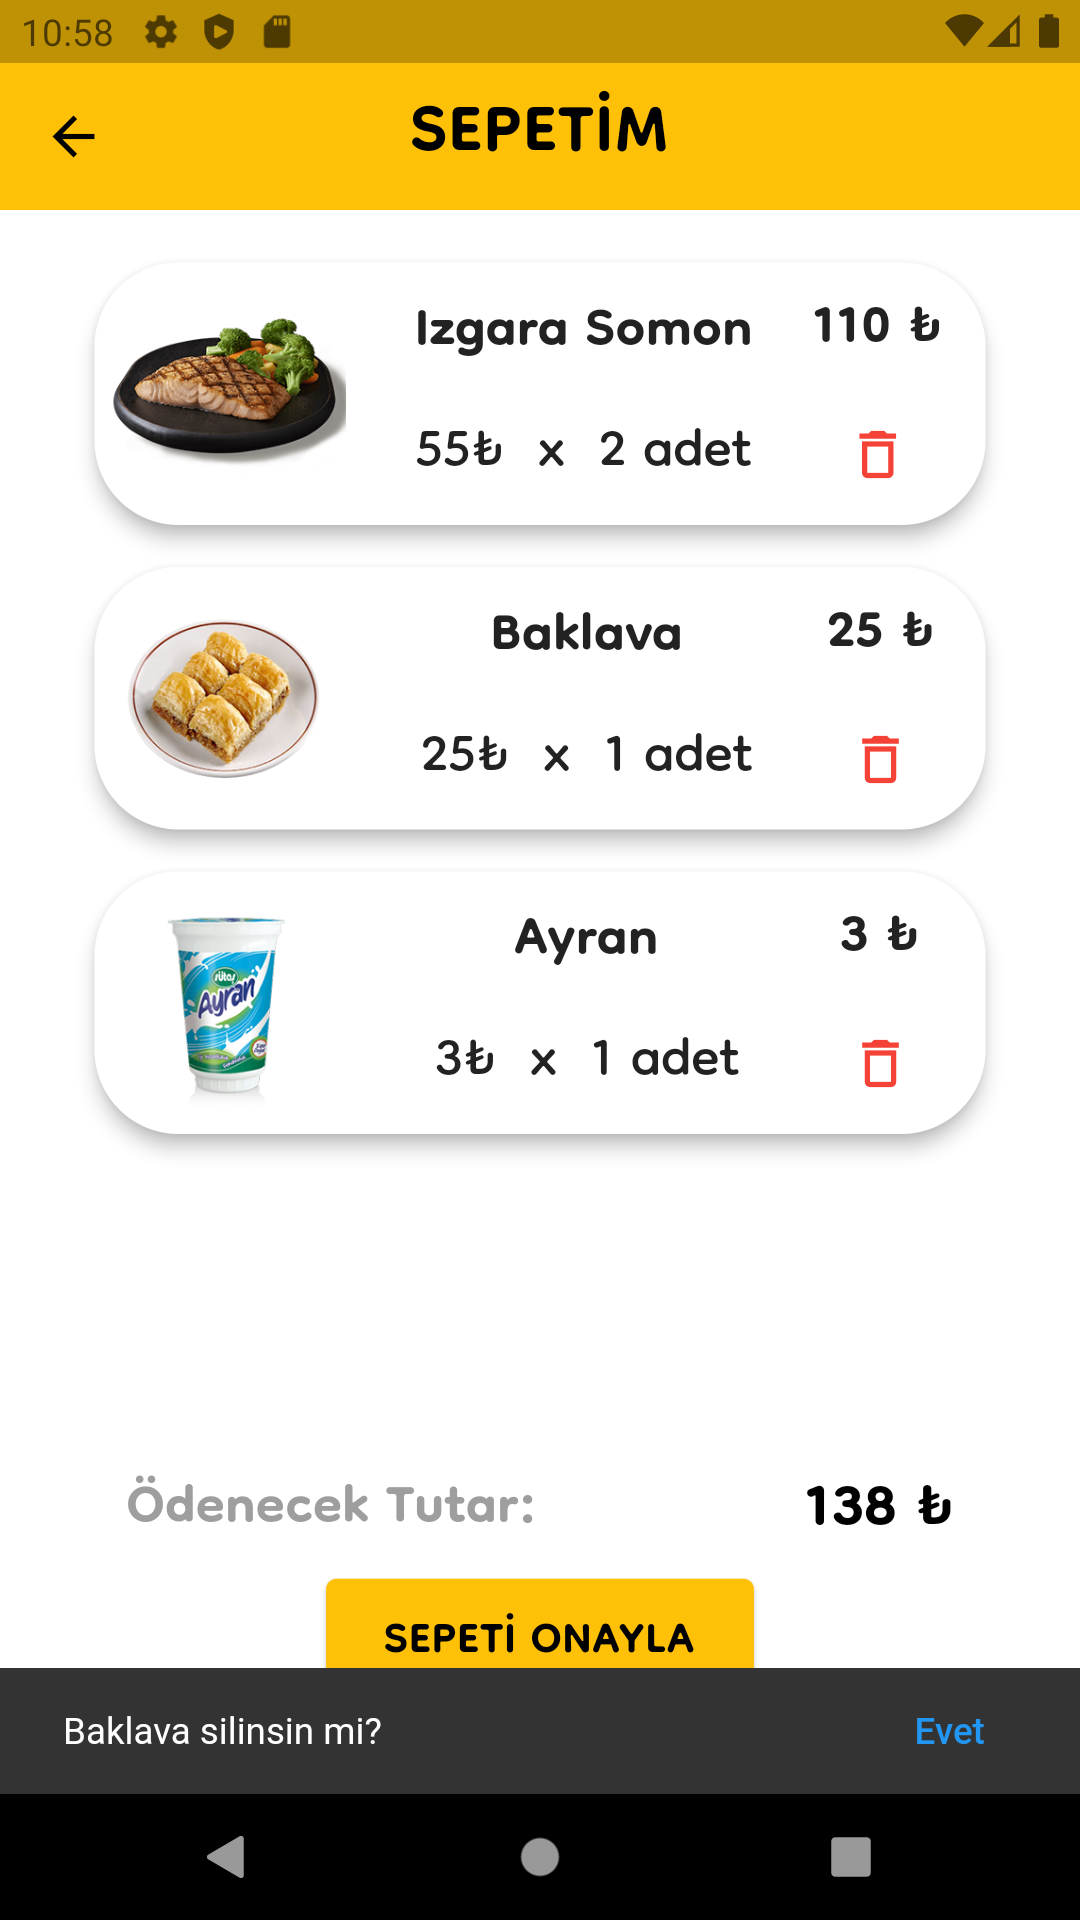 10:58
SEPETİM
Izgara Somon 110 ₺
55₺ x 2 adet
Baklava 25 ₺
25₺ x 1 adet
sütaş
Ayran
Ayran 3 ₺
3₺ x 1 adet
Ödenecek Tutar: 138 ₺
SEPETİ ONAYLA
Baklava silinsin mi? Evet